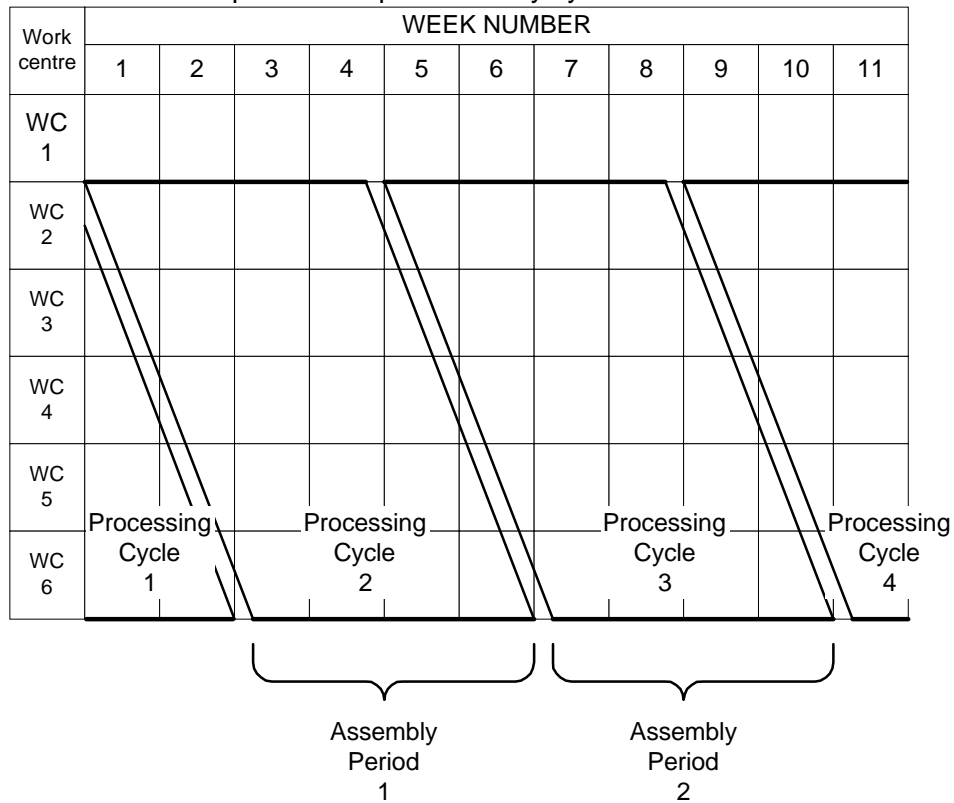 WEEK NUMBER
Work
centre
1 2 3 4 5 6 7 8 9 10 11
WC
1
WC
2
WC
3
WC
4
WC
5
WC
6
Processing
Cycle
1
Processing
Cycle
2
Processing
Cycle
3
Processing
Cycle
4
Assembly
Period
1
Assembly
Period
2